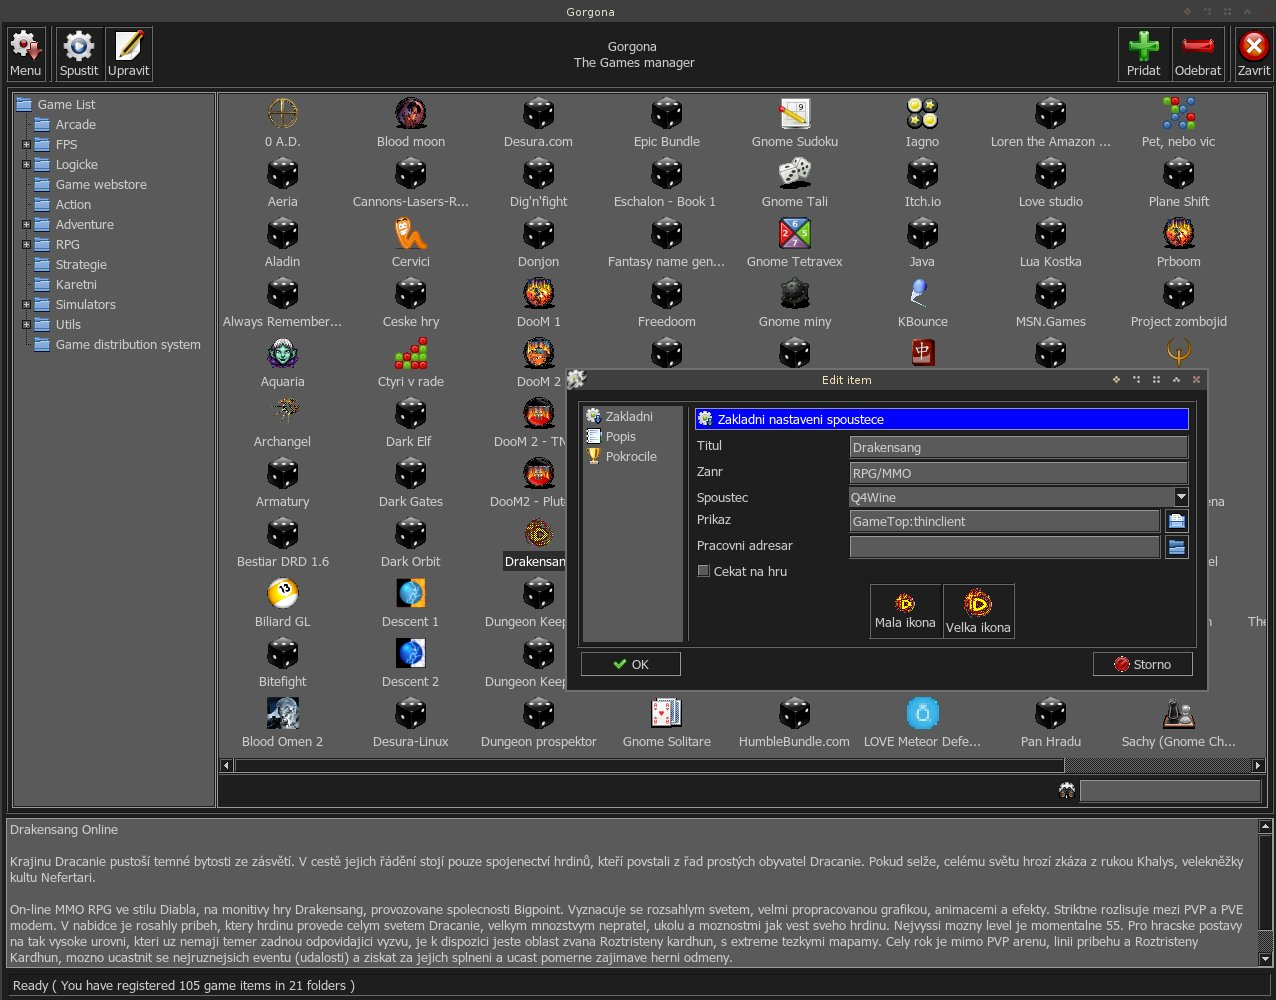 Gorgona
Menu
Spustit
Upravit
Gorgona
The Games manager
Pridat
Odebrat
Zavrit
Game List
Arcade
FPS
Logicke
Game webstore
Action
Adventure
RPG
Strategie
Karetni
Simulators
Utils
Game distribution system
0 A.D.
Blood moon
Desura.com
Epic Bundle
Gnome Sudoku
Iagno
Loren the Amazon ...
Pet, nebo vic
Aeria
Cannons-Lasers-R...
Dig'n'fight
Eschalon - Book 1
Gnome Tali
Itch.io
Love studio
Plane Shift
Aladin
Cervici
Donjon
Fantasy name gen...
Gnome Tetravex
Java
Lua Kostka
Prboom
Always Remember...
Ceske hry
DooM 1
Freedoom
Gnome miny
KBounce
MSN.Games
Project zombojid
Aquaria
Ctyri v rade
DooM 2
Archangel
Dark Elf
DooM 2 - TN
Armatury
Dark Gates
DooM2 - Plut
ena
Bestiar DRD 1.6
Dark Orbit
Drakensan
el
Biliard GL
Descent 1
Dungeon Keep
The
Bitefight
Descent 2
Dungeon Keep
Blood Omen 2
Desura-Linux
Dungeon prospektor
Gnome Solitare
HumbleBundle.com
LOVE Meteor Defe...
Pan Hradu
Sachy (Gnome Ch...
Edit item
Zakladni
Popis
Pokrocile
Zakladni nastaveni spoustece
Titul
Drakensang
Zanr
RPG/MMO
Spoustec
Q4Wine
Prikaz
GameTop:thinclient
Pracovni adresar
Cekat na hru
Mala ikona
Velka ikona
OK
Storno
Drakensang Online
Krajinu Dracanie pustoší temné bytosti ze zásvětí. V cestě jejich řádění stojí pouze spojenectví hrdinů, kteří povstali z řad prostých obyvatel Dracanie. Pokud selže, celému světu hrozí zkáza z rukou Khalys, velekněžky
kultu Nefertari.
On-line MMO RPG ve stilu Diabla, na monitivy hry Drakensang, provozovane spolecnosti Bigpoint. Vyznacuje se rozsahlym svetem, velmi propracovanou grafikou, animacemi a efekty. Striktne rozlisuje mezi PVP a PVE
modem. V nabidce je rosahly pribeh, ktery hrdinu provede celym svetem Dracanie, velkym mnozstvym nepratel, ukolu a moznostmi jak vest sveho hrdinu. Nejvyssi mozny level je momentalne 55. Pro hracske postavy
na tak vysoke urovni, kteri uz nemaji temer zadnou odpovidajici vyzvu, je k dispozici jeste oblast zvana Roztristeny kardhun, s extreme tezkymi mapamy. Cely rok je mimo PVP arenu, linii pribehu a Roztristeny
Kardhun, mozno ucastnit se nejruznejsich eventu (udalosti) a ziskat za jejich splneni a ucast pomerne zajimave herni odmeny.
Ready ( You have registered 105 game items in 21 folders )